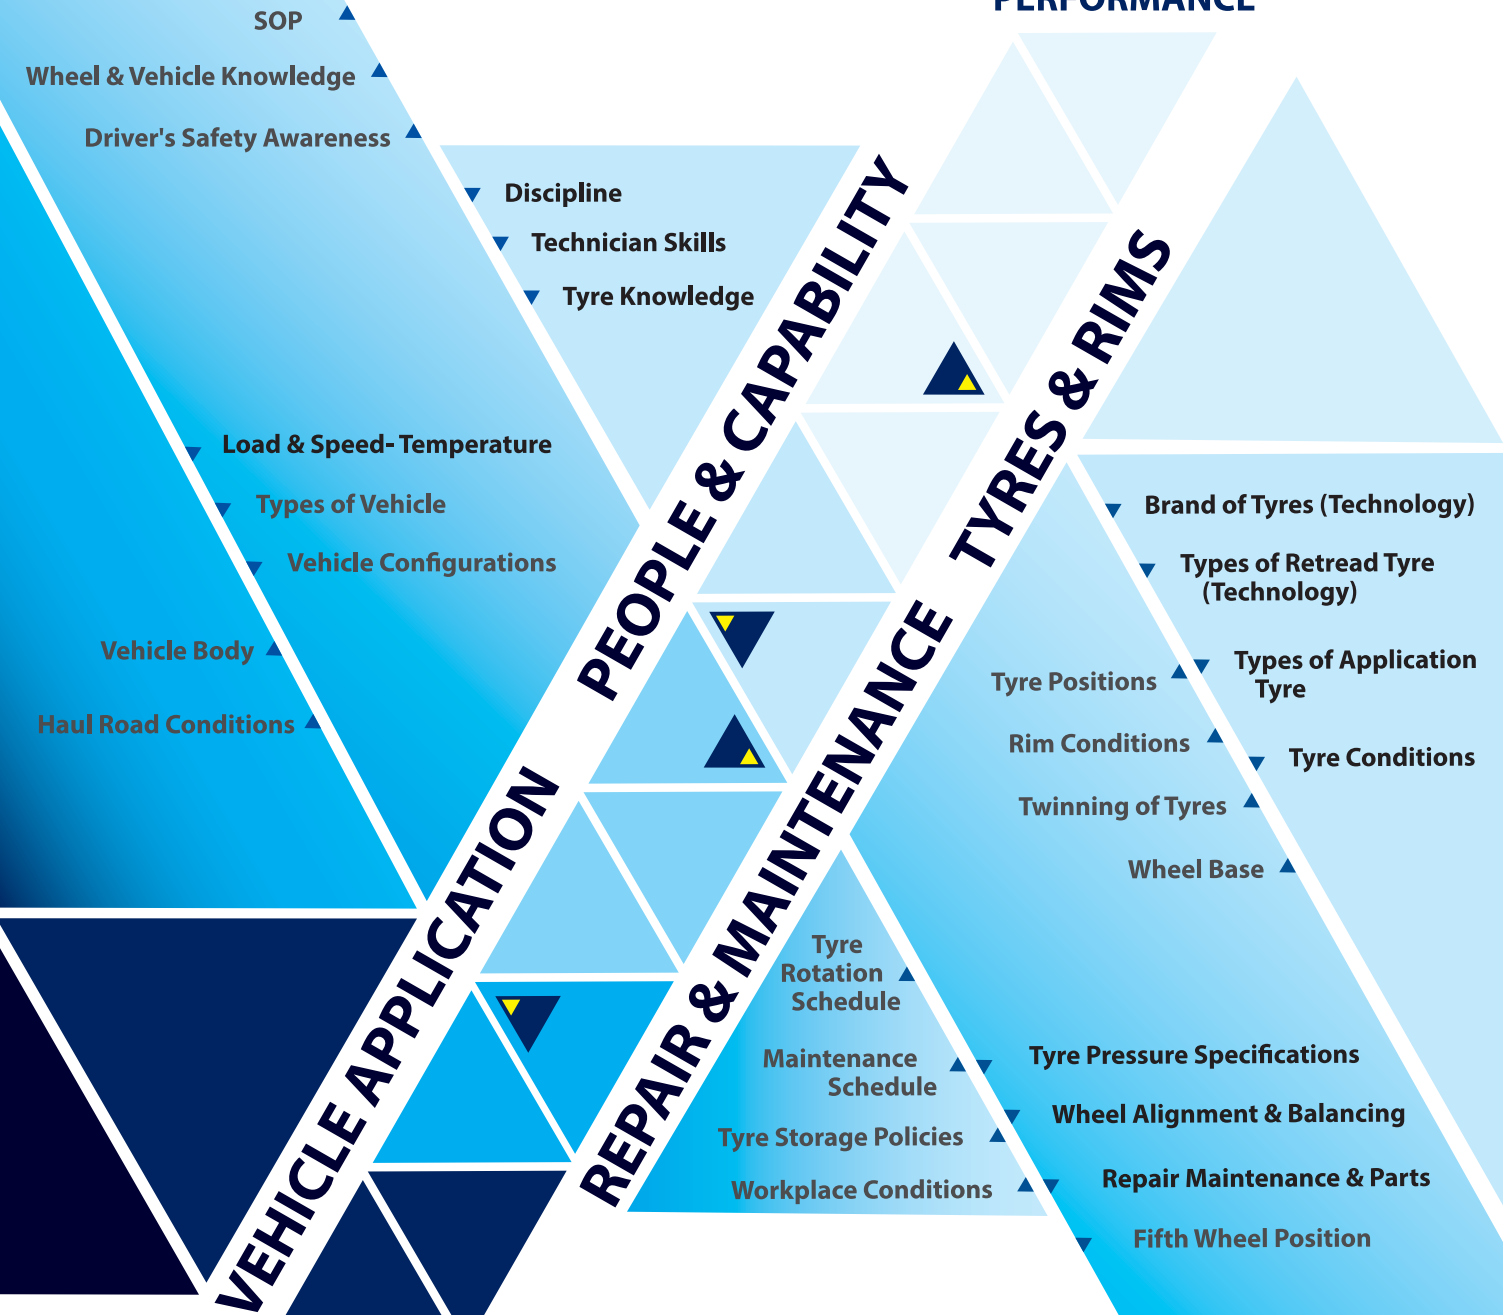 PERFORMANCE
SOP
Wheel & Vehicle Knowledge
Driver's Safety Awareness
Discipline
Technician Skills
Tyre Knowledge
PEOPLE & CAPABILITY
Load & Speed- Temperature
Types of Vehicle
Vehicle Configurations
Vehicle Body
Haul Road Conditions
VEHICLE APPLICATION
TYRES & RIMS
Brand of Tyres (Technology)
Types of Retread Tyre
(Technology)
Types of Application
Tyre
Tyre Conditions
Tyre Positions
Rim Conditions
Twinning of Tyres
Wheel Base
REPAIR & MAINTENANCE
Tyre
Rotation
Schedule
Maintenance
Schedule
Tyre Storage Policies
Workplace Conditions
Tyre Pressure Specifications
Wheel Alignment & Balancing
Repair Maintenance & Parts
Fifth Wheel Position